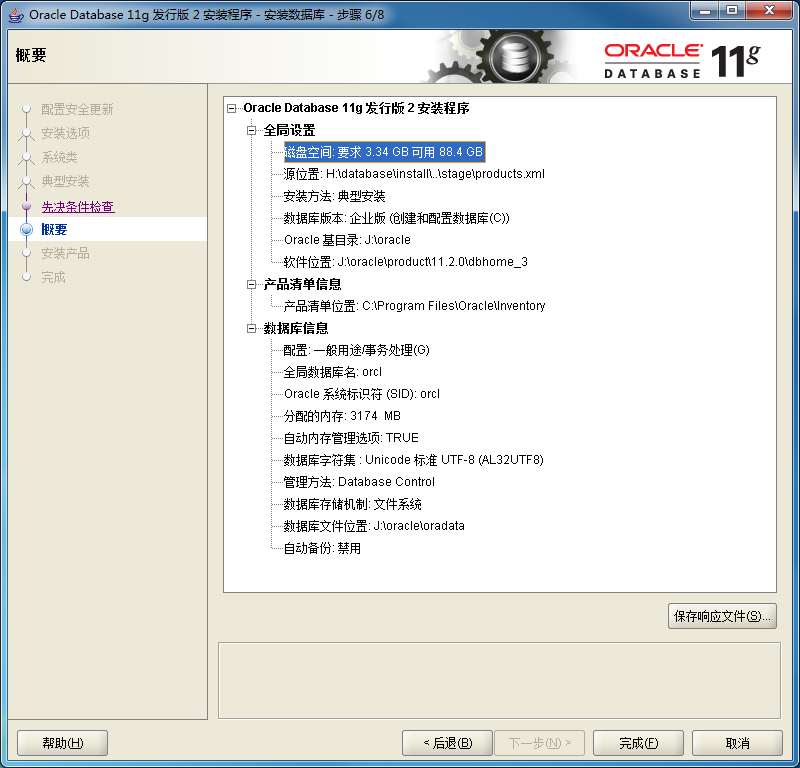 Oracle Database 11g 发行版 2 安装程序 - 安装数据库 - 步骤 6/8
概要
ORACLE
DATABASE 11g
配置安全更新
安装选项
系统类
典型安装
先决条件检查
概要
安装产品
完成
Oracle Database 11g 发行版 2 安装程序
全局设置
磁盘空间: 要求 3.34 GB 可用 88.4 GB
源位置: H:\database\install\..\stage\products.xml
安装方法: 典型安装
数据库版本: 企业版 (创建和配置数据库(C))
Oracle 基目录: J:\oracle
软件位置: J:\oracle\product\11.2.0\dbhome_3
产品清单信息
产品清单位置: C:\Program Files\Oracle\Inventory
数据库信息
配置: 一般用途/事务处理(G)
全局数据库名: orcl
Oracle 系统标识符 (SID): orcl
分配的内存: 3174 MB
自动内存管理选项: TRUE
数据库字符集 : Unicode 标准 UTF-8 (AL32UTF8)
管理方法: Database Control
数据库存储机制: 文件系统
数据库文件位置: J:\oracle\oradata
自动备份: 禁用
保存响应文件(S)...
帮助(H)
< 后退(B)
下一步(N) >
完成(F)
取消